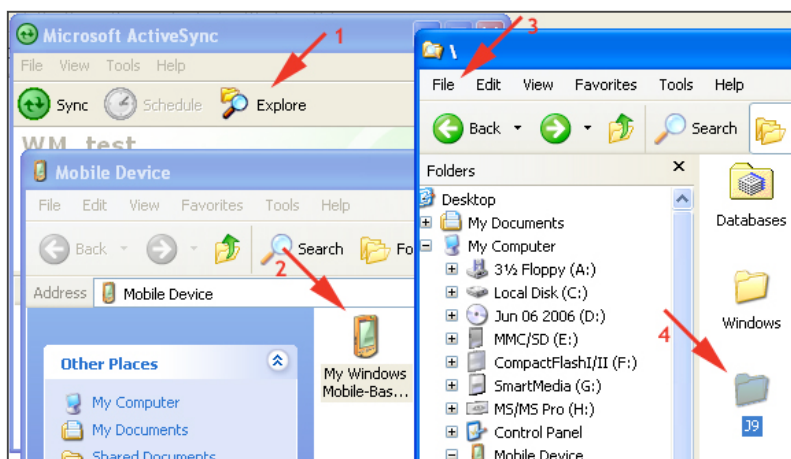 Microsoft ActiveSync
1
File View Tools Help
Sync Schedule Explore
WM_test
Mobile Device
File Edit View Favorites Tools Help
Back Search Fo
2
Address Mobile Device
Other Places
My Computer
My Documents
Shared Documents
My Windows
Mobile-Bas...
\
3
File Edit View Favorites Tools Help
Back Search
Folders X
Desktop
My Documents
My Computer
3½ Floppy (A:)
Local Disk (C:)
Jun 06 2006 (D:)
MMC/SD (E:)
CompactFlashI/II (F:)
SmartMedia (G:)
MS/MS Pro (H:)
Control Panel
Mobile Device
Databases
Windows
4
J9